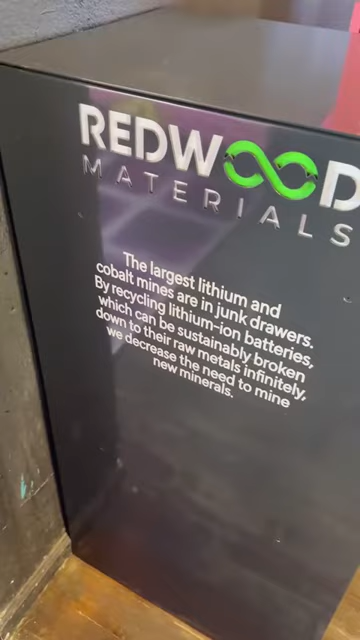 REDWOOD
MATERIALS
The largest lithium and
cobalt mines are in junk drawers.
By recycling lithium-ion batteries,
which can be sustainably broken
down to their raw metals infinitely,
we decrease the need to mine
new minerals.